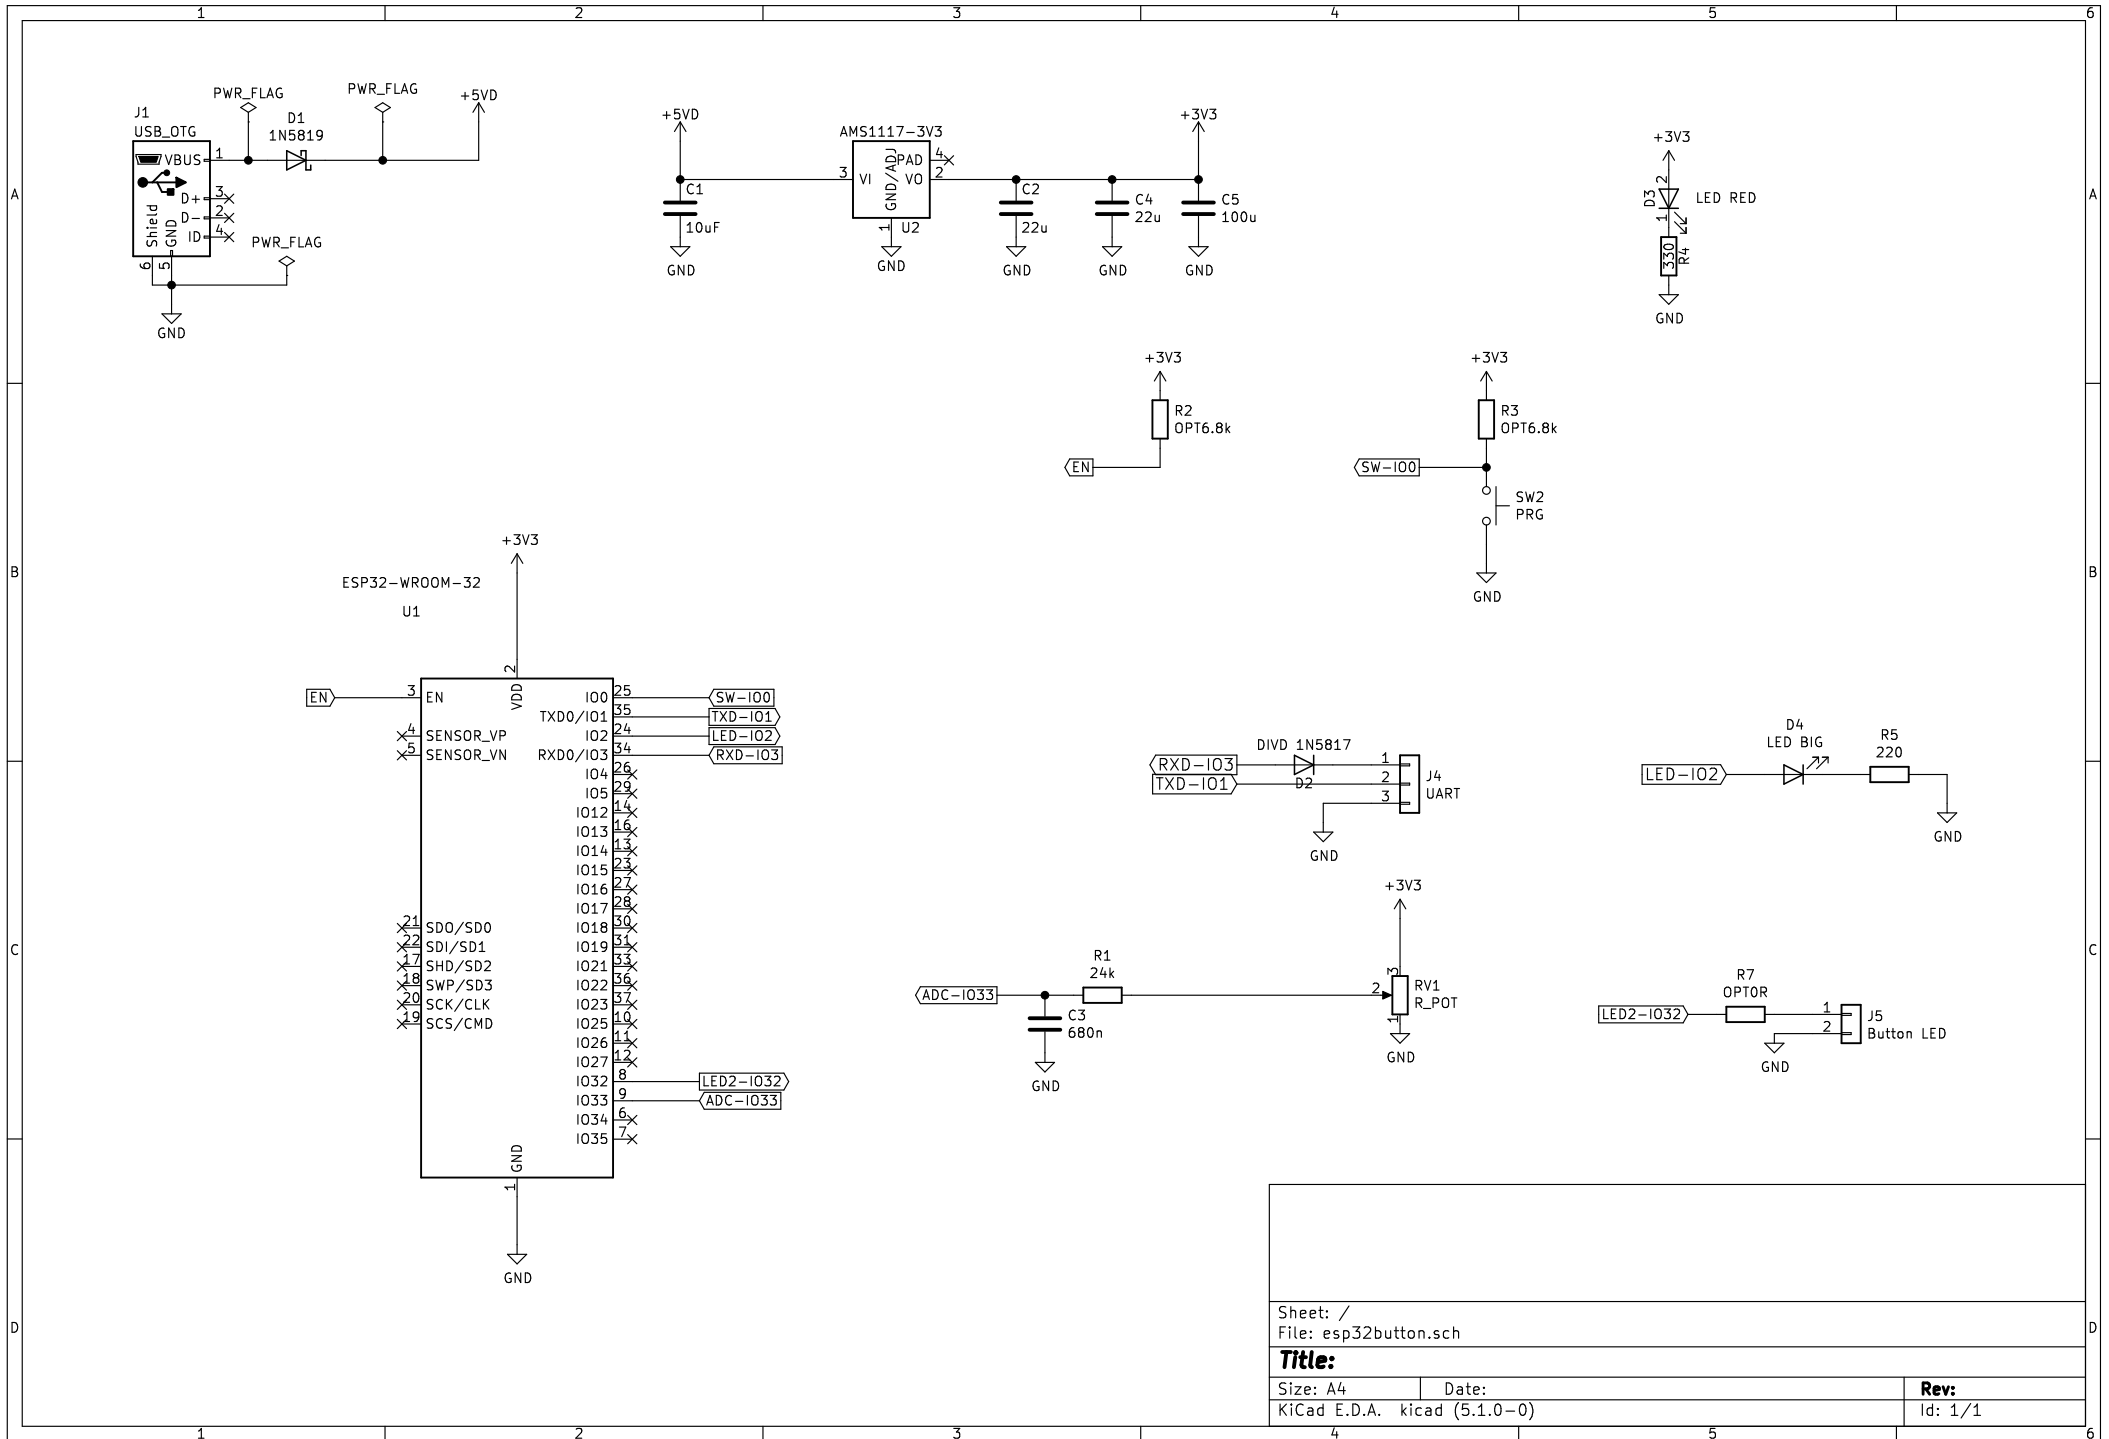 1 2 3 4 5 6
A
A
B
B
C
C
D
D
J1
USB_OTG
VBUS 1
D+ 3
D- 2
ID 4
Shield
GND
6
5
PWR_FLAG
PWR_FLAG
PWR_FLAG
D1
1N5819
+5VD
GND
+5VD
C1
10uF
GND
AMS1117-3V3
3 VI
GND/ADJ
PAD 4
VO 2
1
U2
GND
C2
22u
GND
C4
22u
GND
+3V3
C5
100u
GND
+3V3
2
D3
LED RED
1
330
R4
GND
+3V3
R2
OPT6.8k
EN
+3V3
R3
OPT6.8k
SW-IO0
SW2
PRG
GND
+3V3
ESP32-WROOM-32
U1
2
VDD
EN 3 EN
4 SENSOR_VP
5 SENSOR_VN
21 SDO/SD0
22 SDI/SD1
17 SHD/SD2
18 SWP/SD3
20 SCK/CLK
19 SCS/CMD
IO0 25 SW-IO0
TXD0/IO1 35 TXD-IO1
IO2 24 LED-IO2
RXD0/IO3 34 RXD-IO3
IO4 26
IO5 29
IO12 14
IO13 16
IO14 13
IO15 23
IO16 27
IO17 28
IO18 30
IO19 31
IO21 33
IO22 36
IO23 37
IO25 10
IO26 11
IO27 12
IO32 8 LED2-IO32
IO33 9 ADC-IO33
IO34 6
IO35 7
GND
1
GND
DIVD 1N5817
D2
RXD-IO3 1
TXD-IO1 2
3
J4
UART
GND
D4
LED BIG
R5
220
LED-IO2
GND
+3V3
R1
24k
ADC-IO33
C3
680n
GND
3
2
1
RV1
R_POT
GND
R7
OPT0R
LED2-IO32
1
2
J5
Button LED
GND
Sheet: /
File: esp32button.sch
Title:
Size: A4 Date: Rev:
KiCad E.D.A. kicad (5.1.0-0) Id: 1/1
1 2 3 4 5 6